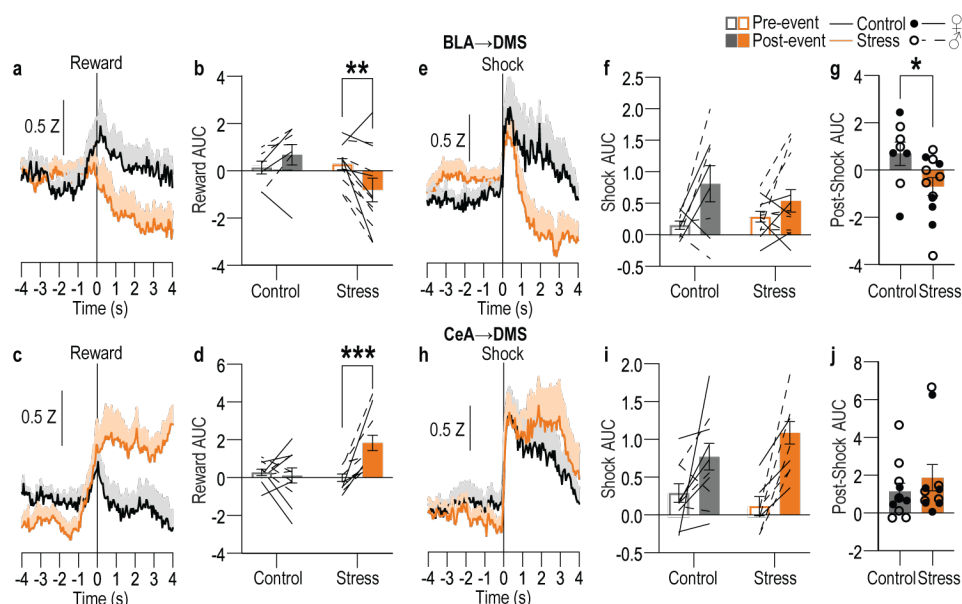 Pre-event Control ♀
Post-event Stress ♂
BLA→DMS
a Reward
0.5 Z
-4 -3 -2 -1 0 1 2 3 4
Time (s)
b
**
Reward AUC
4
2
0
-2
-4
Control Stress
e Shock
0.5 Z
-4 -3 -2 -1 0 1 2 3 4
Time (s)
f
Shock AUC
2.5
2.0
1.5
1.0
0.5
0.0
-0.5
Control Stress
g
*
Post-Shock AUC
4
2
0
-2
-4
Control Stress
CeA→DMS
c Reward
0.5 Z
-4 -3 -2 -1 0 1 2 3 4
Time (s)
d
***
Reward AUC
6
4
2
0
-2
-4
Control Stress
h Shock
0.5 Z
-4 -3 -2 -1 0 1 2 3 4
Time (s)
i
Shock AUC
2.0
1.5
1.0
0.5
0.0
-0.5
Control Stress
j
Post-Shock AUC
8
6
4
2
0
-2
Control Stress